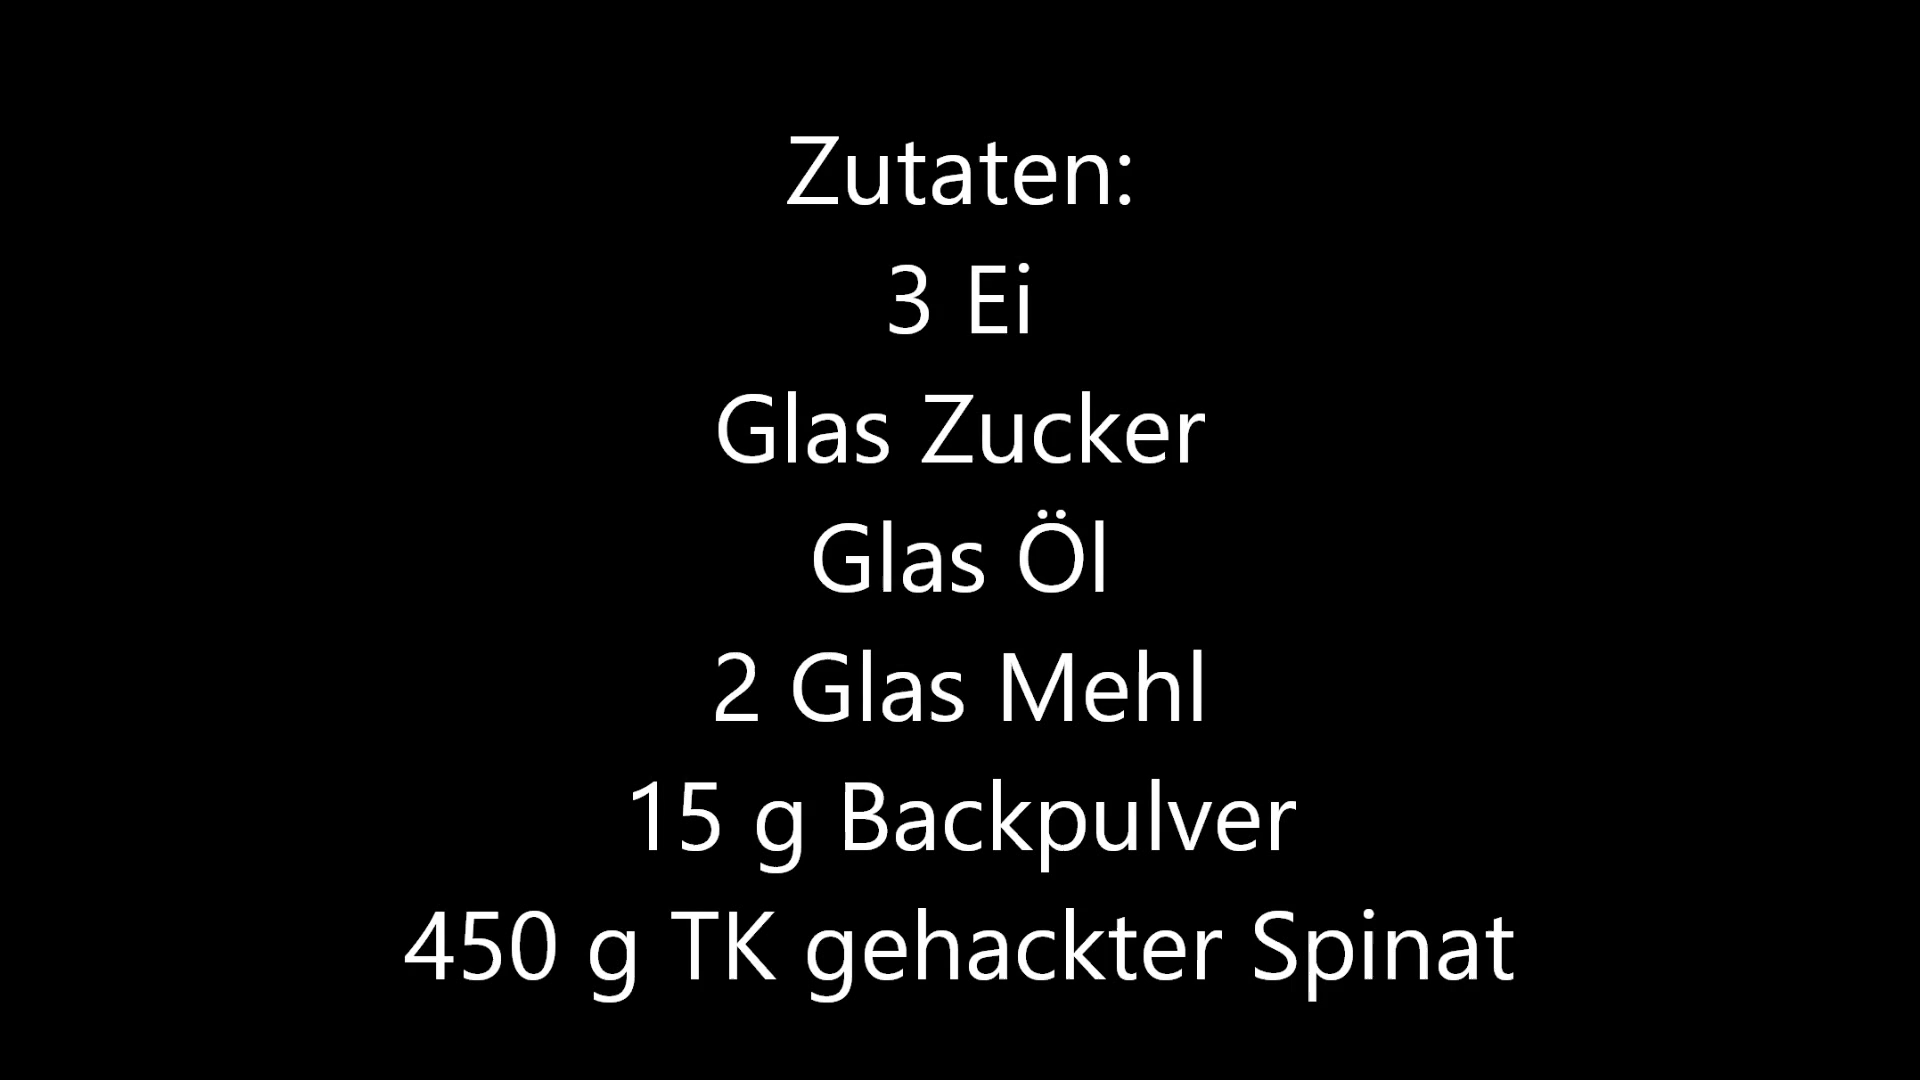 Zutaten:
3 Ei
Glas Zucker
Glas Öl
2 Glas Mehl
15 g Backpulver
450 g TK gehackter Spinat